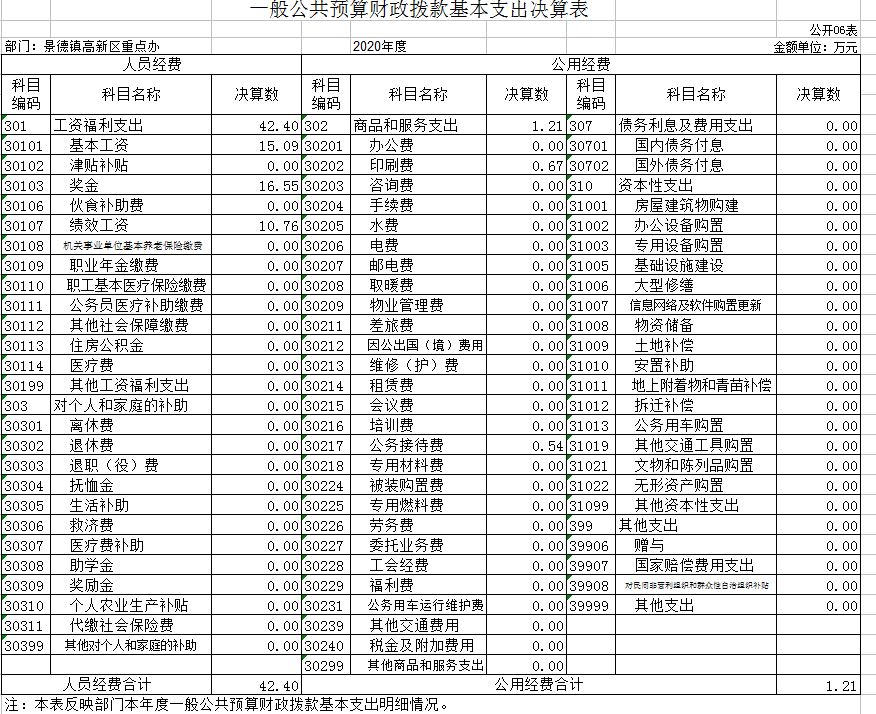 一般公共预算财政拨款基本支出决算表
公开06表
部门：景德镇高新区重点办 2020年度 金额单位：万元
人员经费 公用经费
科目编码 科目名称 决算数 科目编码 科目名称 决算数 科目编码 科目名称 决算数
301 工资福利支出 42.40 302 商品和服务支出 1.21 307 债务利息及费用支出 0.00
30101 基本工资 15.09 30201 办公费 0.00 30701 国内债务付息 0.00
30102 津贴补贴 0.00 30202 印刷费 0.67 30702 国外债务付息 0.00
30103 奖金 16.55 30203 咨询费 0.00 310 资本性支出 0.00
30106 伙食补助费 0.00 30204 手续费 0.00 31001 房屋建筑物购建 0.00
30107 绩效工资 10.76 30205 水费 0.00 31002 办公设备购置 0.00
30108 机关事业单位基本养老保险缴费 0.00 30206 电费 0.00 31003 专用设备购置 0.00
30109 职业年金缴费 0.00 30207 邮电费 0.00 31005 基础设施建设 0.00
30110 职工基本医疗保险缴费 0.00 30208 取暖费 0.00 31006 大型修缮 0.00
30111 公务员医疗补助缴费 0.00 30209 物业管理费 0.00 31007 信息网络及软件购置更新 0.00
30112 其他社会保障缴费 0.00 30211 差旅费 0.00 31008 物资储备 0.00
30113 住房公积金 0.00 30212 因公出国（境）费用 0.00 31009 土地补偿 0.00
30114 医疗费 0.00 30213 维修（护）费 0.00 31010 安置补助 0.00
30199 其他工资福利支出 0.00 30214 租赁费 0.00 31011 地上附着物和青苗补偿 0.00
303 对个人和家庭的补助 0.00 30215 会议费 0.00 31012 拆迁补偿 0.00
30301 离休费 0.00 30216 培训费 0.00 31013 公务用车购置 0.00
30302 退休费 0.00 30217 公务接待费 0.54 31019 其他交通工具购置 0.00
30303 退职（役）费 0.00 30218 专用材料费 0.00 31021 文物和陈列品购置 0.00
30304 抚恤金 0.00 30224 被装购置费 0.00 31022 无形资产购置 0.00
30305 生活补助 0.00 30225 专用燃料费 0.00 31099 其他资本性支出 0.00
30306 救济费 0.00 30226 劳务费 0.00 399 其他支出 0.00
30307 医疗费补助 0.00 30227 委托业务费 0.00 39906 赠与 0.00
30308 助学金 0.00 30228 工会经费 0.00 39907 国家赔偿费用支出 0.00
30309 奖励金 0.00 30229 福利费 0.00 39908 对民间非营利组织和群众性自治组织补贴 0.00
30310 个人农业生产补贴 0.00 30231 公务用车运行维护费 0.00 39999 其他支出 0.00
30311 代缴社会保险费 0.00 30239 其他交通费用 0.00
30399 其他对个人和家庭的补助 0.00 30240 税金及附加费用 0.00
30299 其他商品和服务支出 0.00
人员经费合计 42.40 公用经费合计 1.21
注：本表反映部门本年度一般公共预算财政拨款基本支出明细情况。